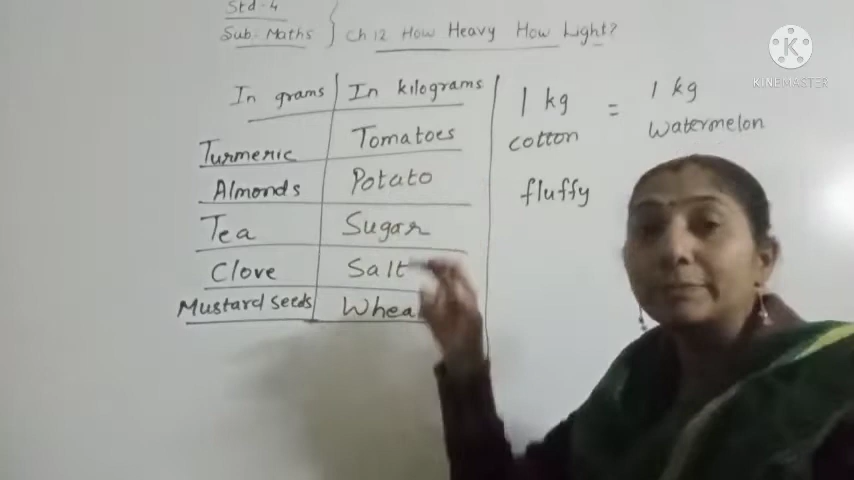 Std-4
Sub-Maths } Ch 12 How Heavy How Light?
In grams In kilograms
Turmeric Tomatoes
Almonds Potato
Tea Sugar
Clove Salt
Mustard seeds Whea
1 kg = 1 kg
cotton watermelon
fluffy
KINEMASTER